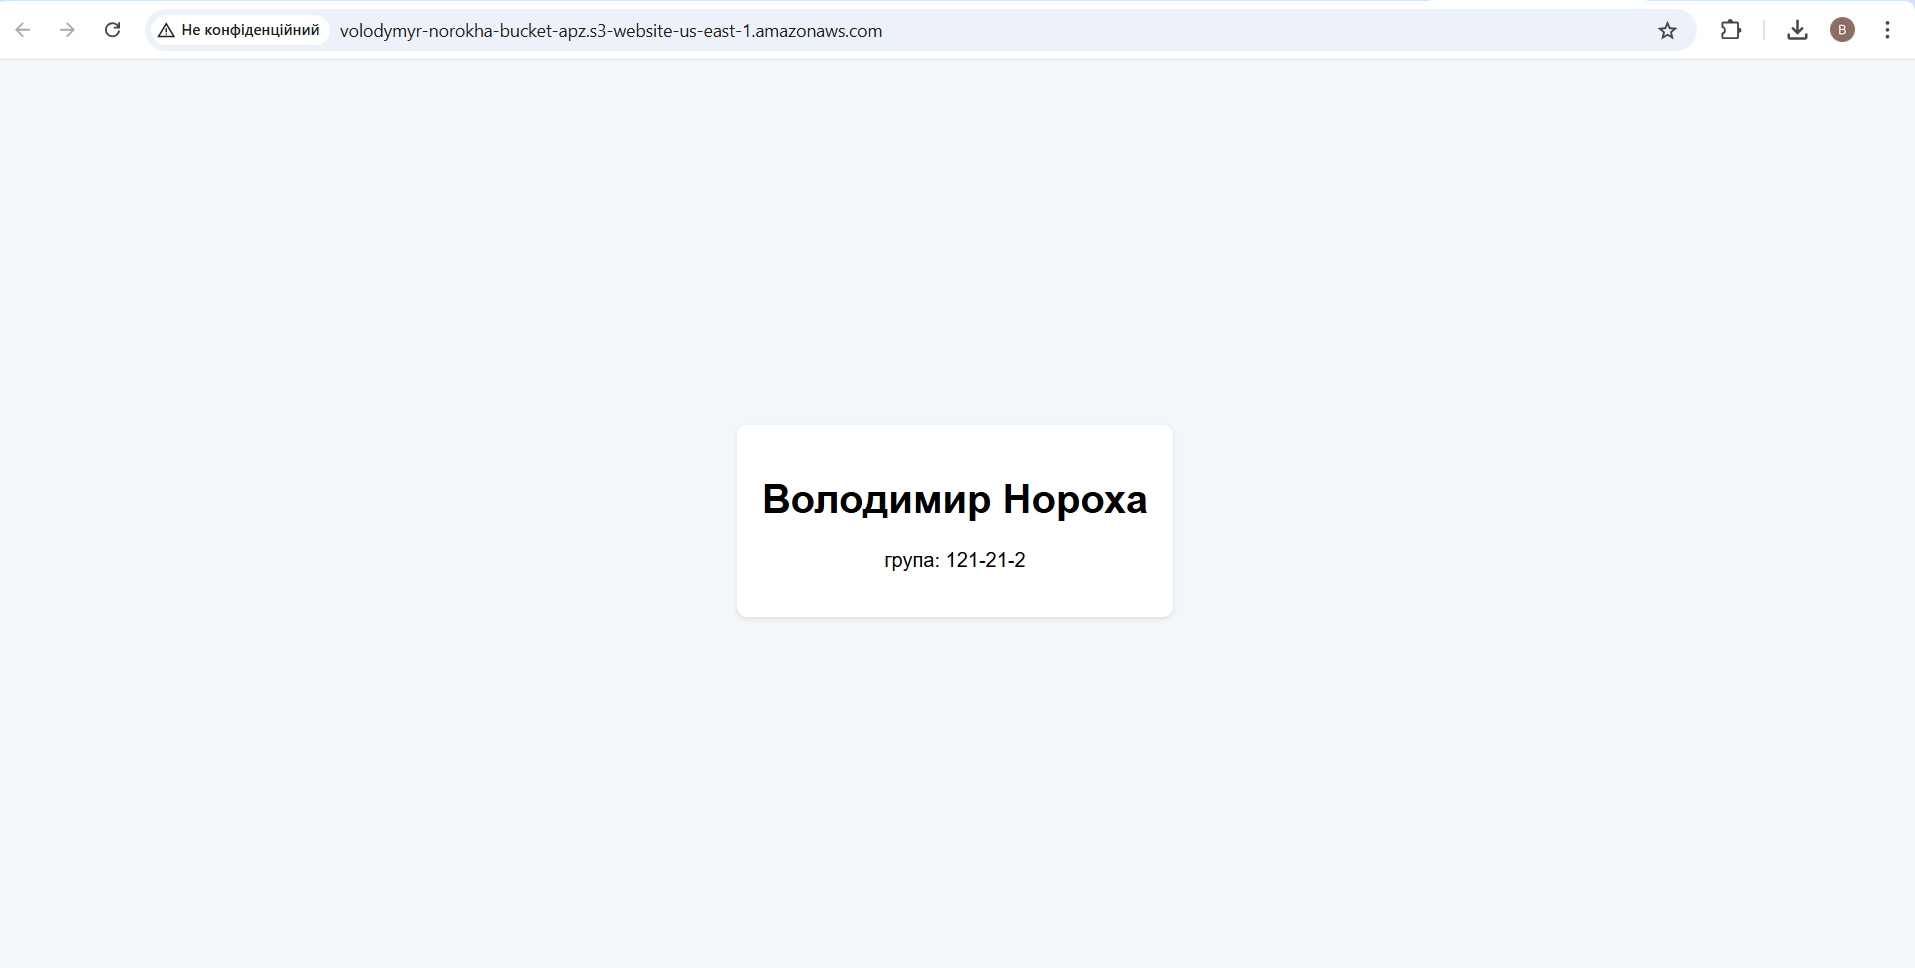 Не конфіденційний volodymyr-norokha-bucket-apz.s3-website-us-east-1.amazonaws.com
В
Володимир Нороха
група: 121-21-2